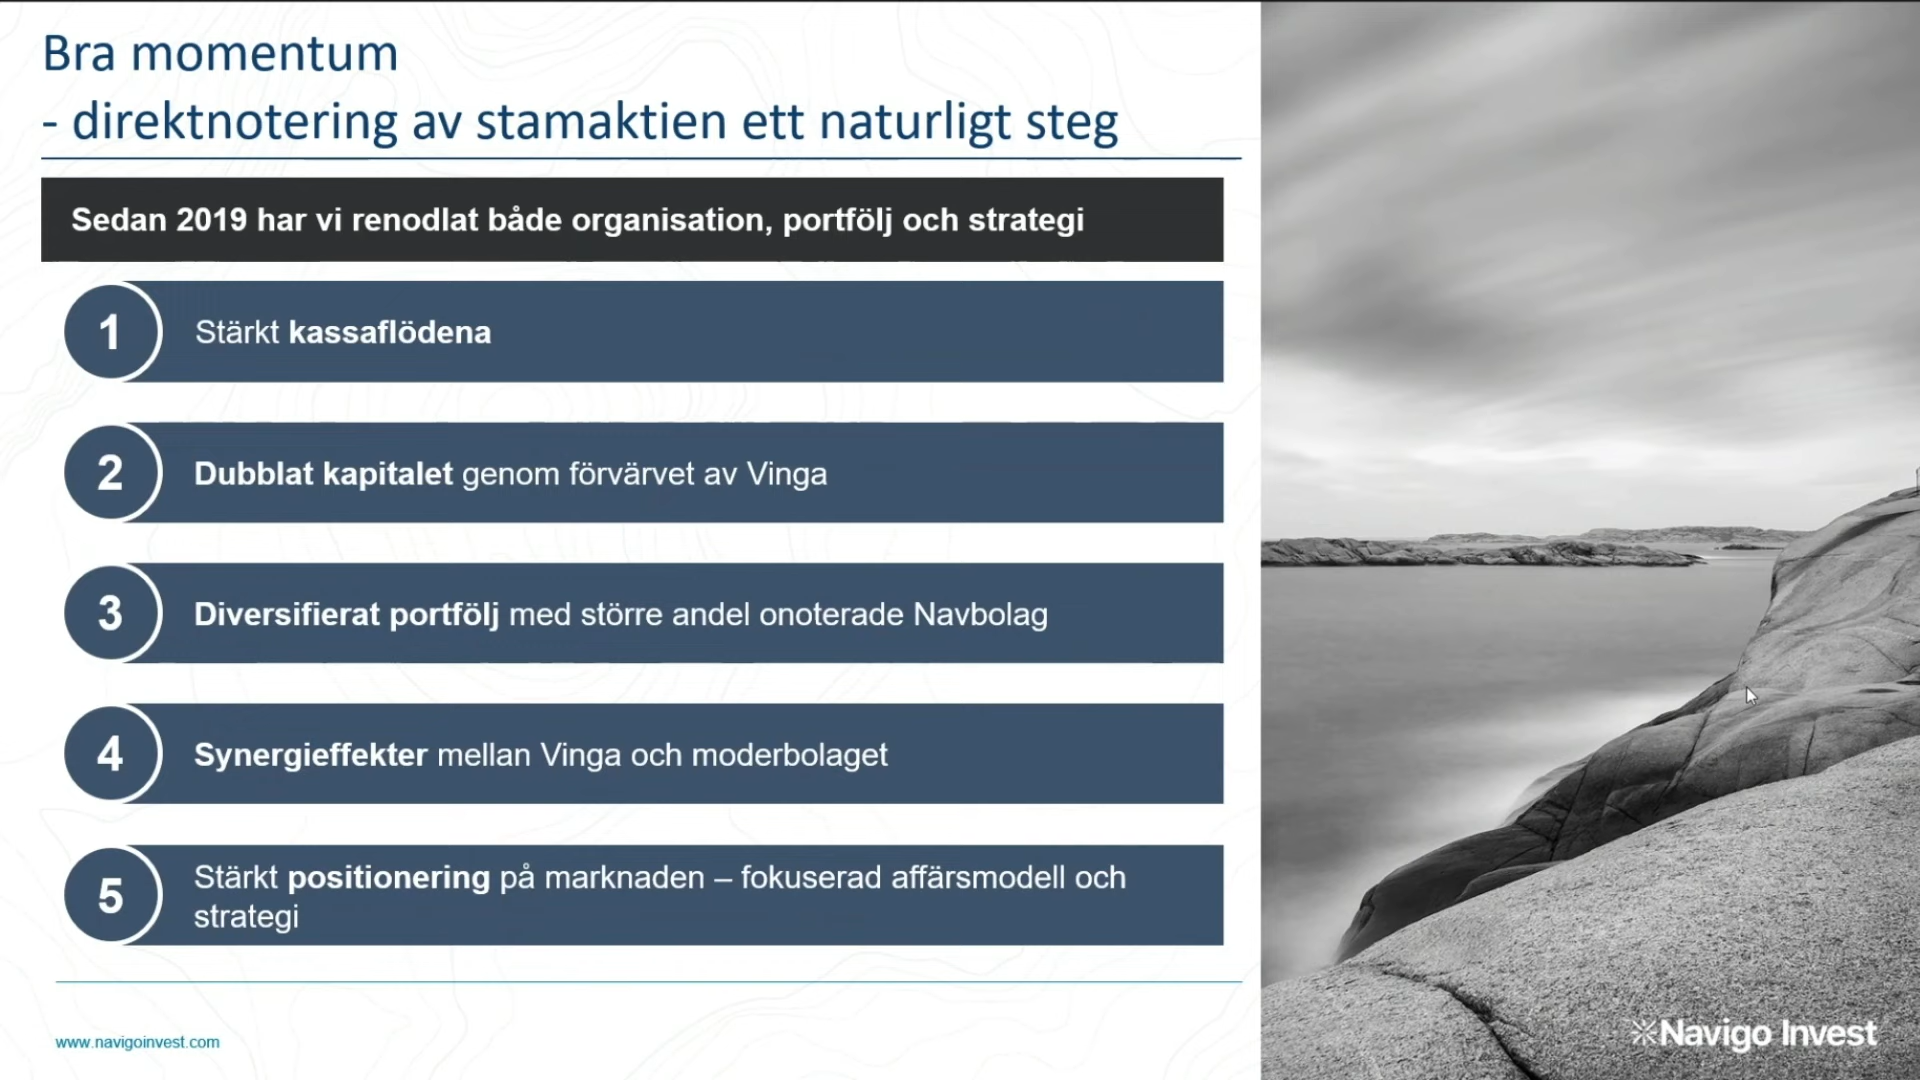 Bra momentum
- direktnotering av stamaktien ett naturligt steg
Sedan 2019 har vi renodlat både organisation, portfölj och strategi
1
Stärkt kassaflödena
2
Dubblat kapitalet genom förvärvet av Vinga
3
Diversifierat portfölj med större andel onoterade Navbolag
4
Synergieffekter mellan Vinga och moderbolaget
5
Stärkt positionering på marknaden – fokuserad affärsmodell och
strategi
www.navigoinvest.com
Navigo Invest